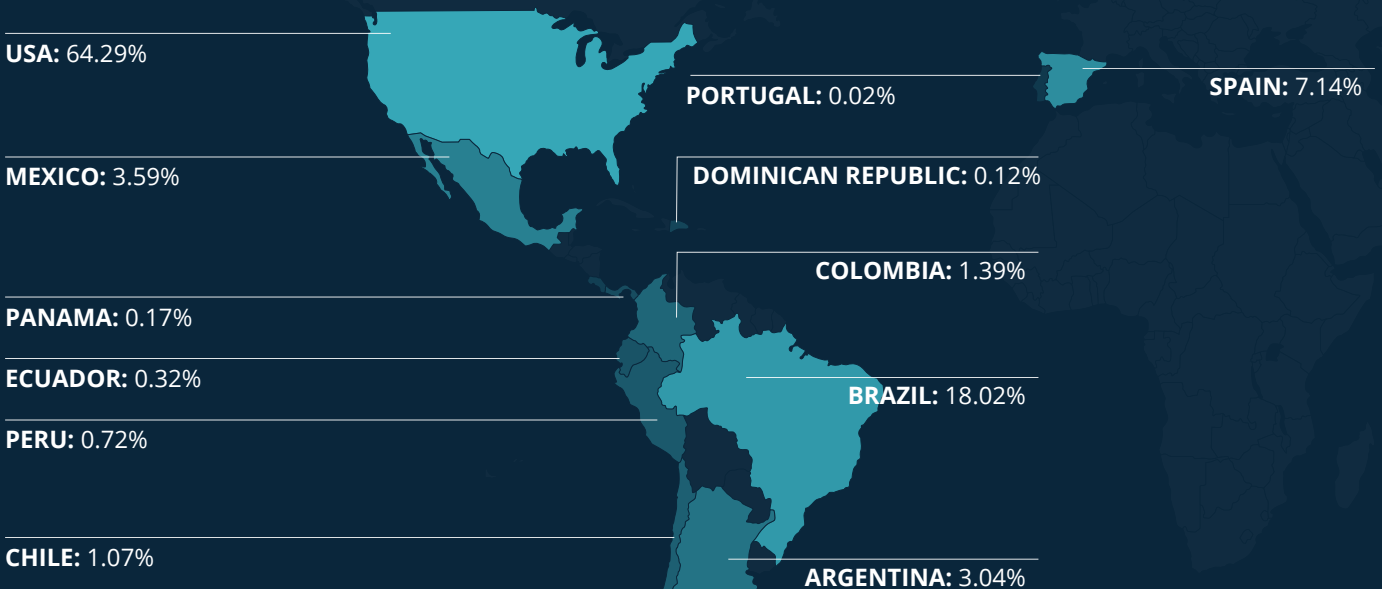 USA: 64.29%
PORTUGAL: 0.02%
SPAIN: 7.14%
MEXICO: 3.59%
DOMINICAN REPUBLIC: 0.12%
COLOMBIA: 1.39%
PANAMA: 0.17%
ECUADOR: 0.32%
BRAZIL: 18.02%
PERU: 0.72%
CHILE: 1.07%
ARGENTINA: 3.04%